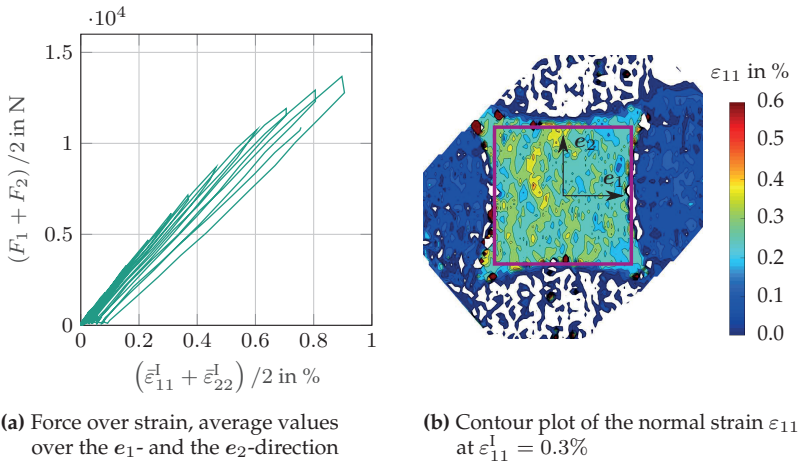 ·10⁴
1.5
1
0.5
0
(F₁ + F₂) /2 in N
0 0.2 0.4 0.6 0.8 1
(ε̄ᴵ₁₁ + ε̄ᴵ₂₂) /2 in %
e₂
e₁
ε₁₁ in %
0.6
0.5
0.4
0.3
0.2
0.1
0.0
(a) Force over strain, average values
over the e₁- and the e₂-direction
(b) Contour plot of the normal strain ε₁₁
at ε̄ᴵ₁₁ = 0.3%